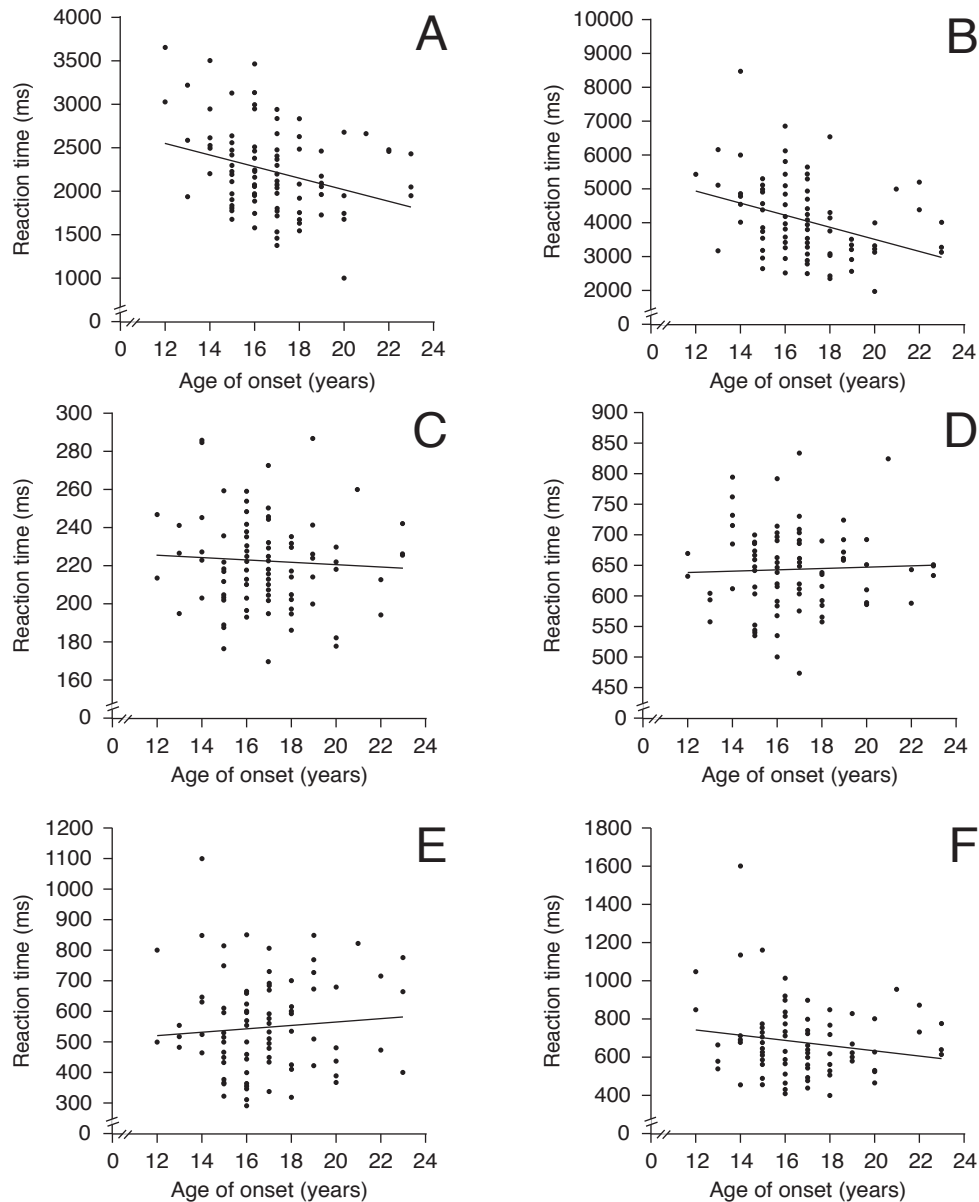 A
4000
3500
3000
2500
2000
1500
1000
0
Reaction time (ms)
0 12 14 16 18 20 22 24
Age of onset (years)
B
10000
9000
8000
7000
6000
5000
4000
3000
2000
0
Reaction time (ms)
0 12 14 16 18 20 22 24
Age of onset (years)
C
300
280
260
240
220
200
180
160
0
Reaction time (ms)
0 12 14 16 18 20 22 24
Age of onset (years)
D
900
850
800
750
700
650
600
550
500
450
0
Reaction time (ms)
0 12 14 16 18 20 22 24
Age of onset (years)
E
1200
1100
1000
900
800
700
600
500
400
300
0
Reaction time (ms)
0 12 14 16 18 20 22 24
Age of onset (years)
F
1800
1600
1400
1200
1000
800
600
400
0
Reaction time (ms)
0 12 14 16 18 20 22 24
Age of onset (years)